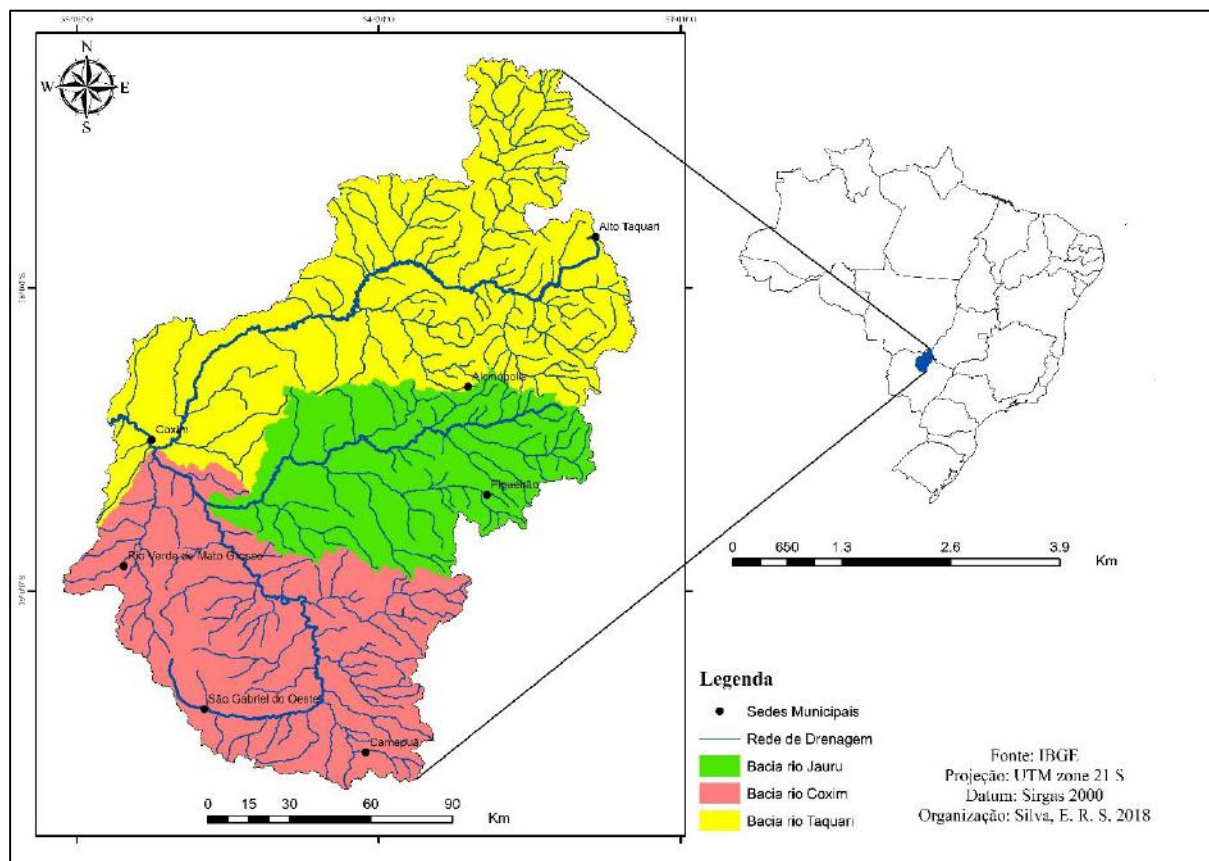 54°0'0"O
N
W E
S
Alto Taquari
Alcinópolis
Coxim
Figueirão
Rio Verde de Mato Grosso
São Gabriel do Oeste
Camapuã
0 15 30 60 90
Km
0 650 1.3 2.6 3.9
Km
Legenda
Sedes Municipais
Rede de Drenagem
Bacia rio Jauru
Bacia rio Coxim
Bacia rio Taquari
Fonte: IBGE
Projeção: UTM zone 21 S
Datum: Sirgas 2000
Organização: Silva, E. R. S. 2018